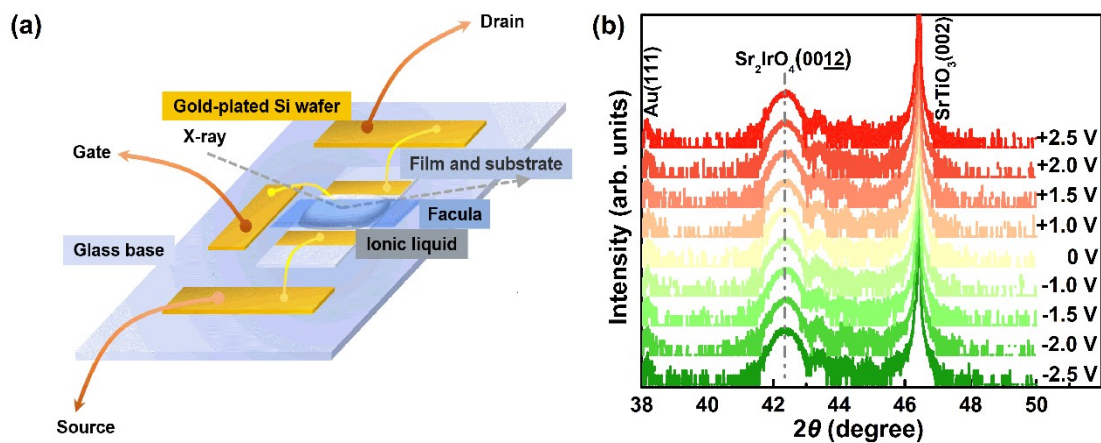 (a)
Drain
Gold-plated Si wafer
X-ray
Gate
Film and substrate
Facula
Ionic liquid
Glass base
Source
(b)
Au(111)
Sr₂IrO₄(0012)
SrTiO₃(002)
+2.5 V
+2.0 V
+1.5 V
+1.0 V
0 V
-1.0 V
-1.5 V
-2.0 V
-2.5 V
Intensity (arb. units)
38 40 42 44 46 48 50
2θ (degree)